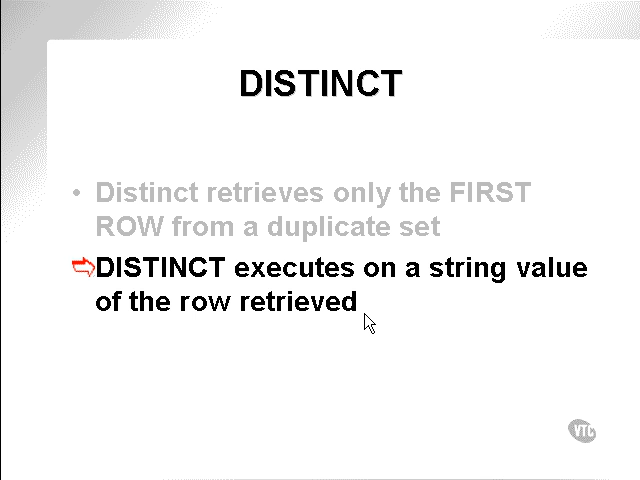 DISTINCT
• Distinct retrieves only the FIRST
ROW from a duplicate set
DISTINCT executes on a string value
of the row retrieved
VTC